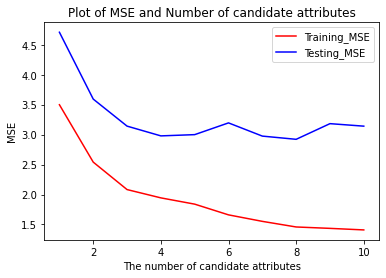 Plot of MSE and Number of candidate attributes
Training_MSE
Testing_MSE
MSE
4.5
4.0
3.5
3.0
2.5
2.0
1.5
2 4 6 8 10
The number of candidate attributes